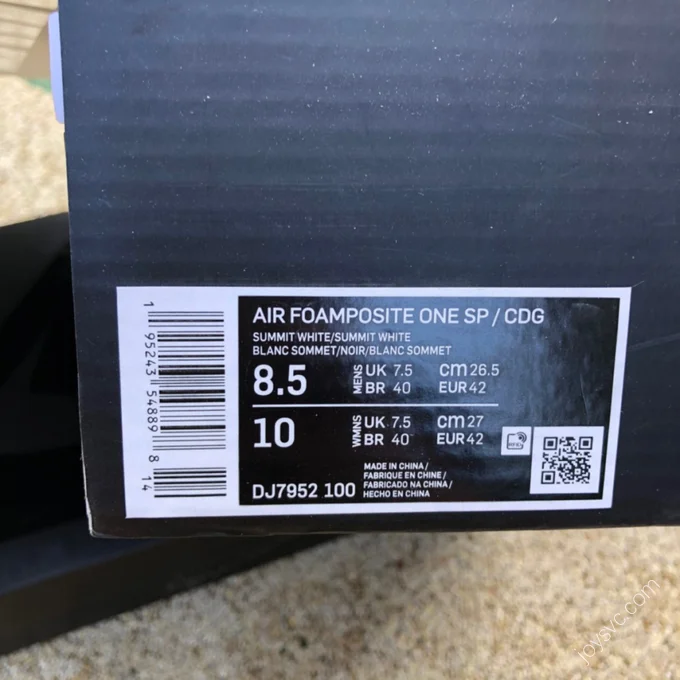 AIR FOAMPOSITE ONE SP / CDG
SUMMIT WHITE/SUMMIT WHITE
BLANC SOMMET/NOIR/BLANC SOMMET
8.5 MENS UK 7.5 cm 26.5
BR 40 EUR 42
10 WMNS UK 7.5 cm 27
BR 40 EUR 42
DJ7952 100
MADE IN CHINA /
FABRIQUE EN CHINE /
FABRICADO NA CHINA /
HECHO EN CHINA
1 95243 54889 8 14
joysvc.com